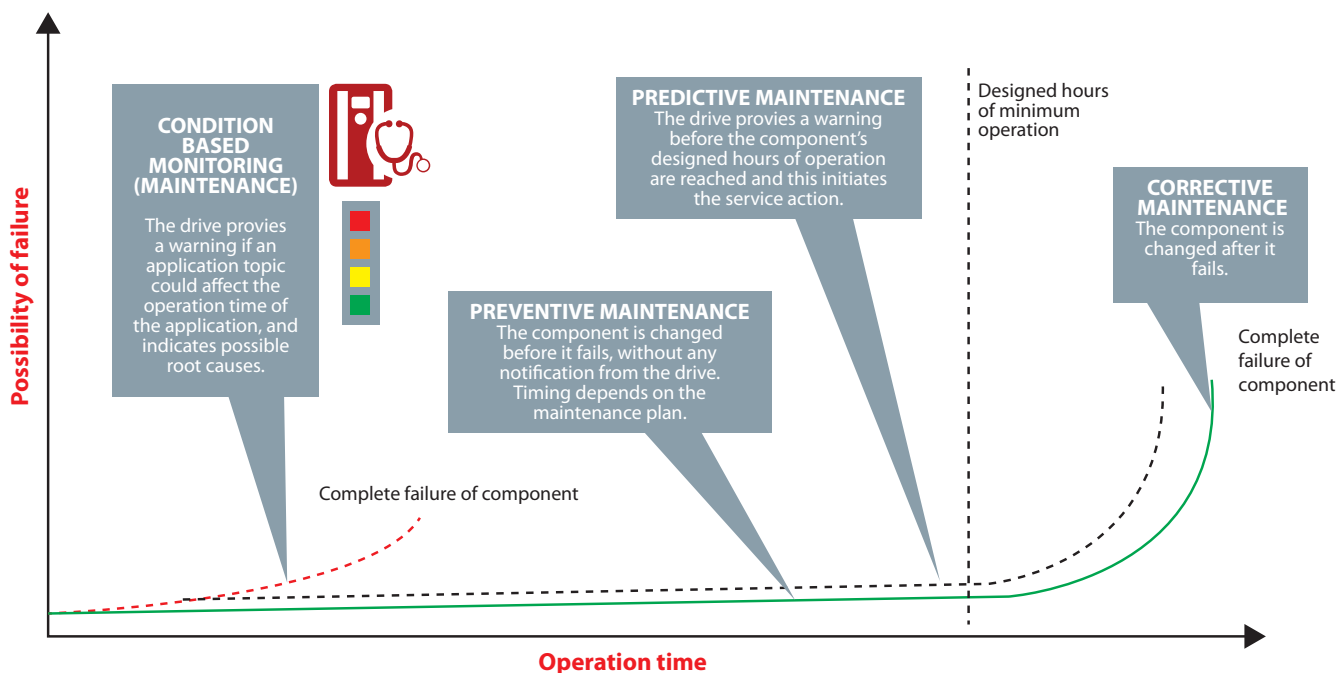 Possibility of failure
CONDITION
BASED
MONITORING
(MAINTENANCE)
The drive provies
a warning if an
application topic
could affect the
operation time of
the application, and
indicates possible
root causes.
Complete failure of component
PREVENTIVE MAINTENANCE
The component is changed
before it fails, without any
notification from the drive.
Timing depends on the
maintenance plan.
PREDICTIVE MAINTENANCE
The drive provies a warning
before the component’s
designed hours of operation
are reached and this initiates
the service action.
Designed hours
of minimum
operation
CORRECTIVE
MAINTENANCE
The component is
changed after it
fails.
Complete
failure of
component
Operation time